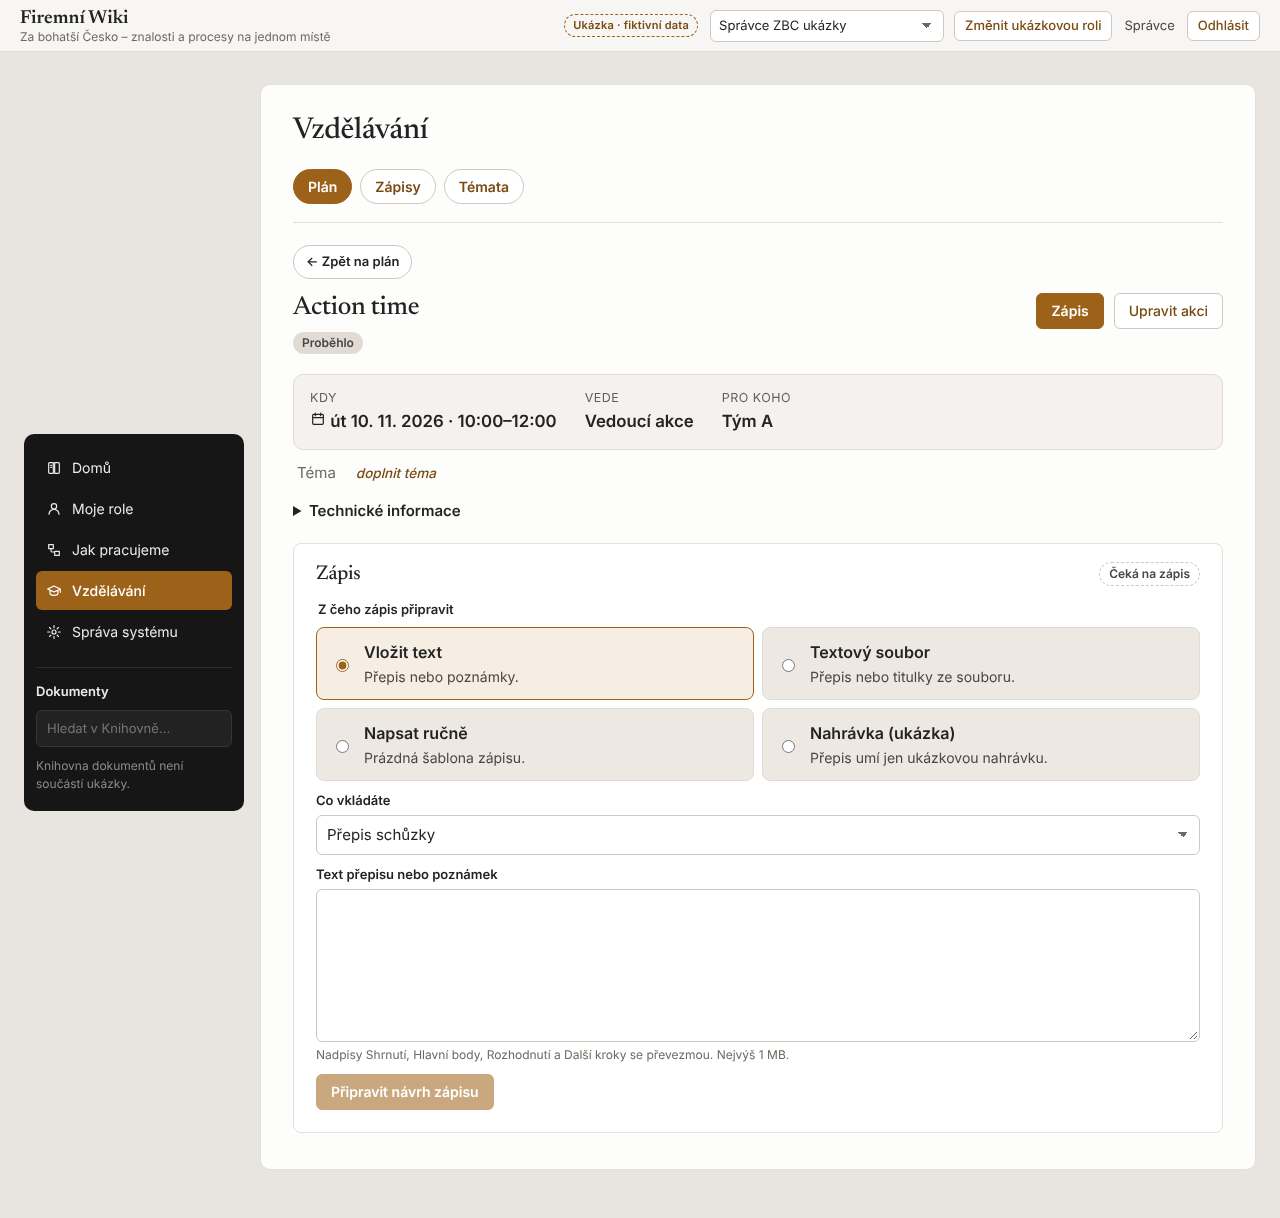 Firemní Wiki
Za bohatší Česko – znalosti a procesy na jednom místě
Ukázka · fiktivní data
Správce ZBC ukázky
Změnit ukázkovou roli
Správce
Odhlásit
Domů
Moje role
Jak pracujeme
Vzdělávání
Správa systému
Dokumenty
Hledat v Knihovně...
Knihovna dokumentů není
součástí ukázky.
Vzdělávání
Plán
Zápisy
Témata
← Zpět na plán
Action time
Zápis
Upravit akci
Proběhlo
KDY
út 10. 11. 2026 · 10:00–12:00
VEDE
Vedoucí akce
PRO KOHO
Tým A
Téma
doplnit téma
Technické informace
Zápis
Čeká na zápis
Z čeho zápis připravit
Vložit text
Přepis nebo poznámky.
Textový soubor
Přepis nebo titulky ze souboru.
Napsat ručně
Prázdná šablona zápisu.
Nahrávka (ukázka)
Přepis umí jen ukázkovou nahrávku.
Co vkládáte
Přepis schůzky
Text přepisu nebo poznámek
Nadpisy Shrnutí, Hlavní body, Rozhodnutí a Další kroky se převezmou. Nejvýš 1 MB.
Připravit návrh zápisu